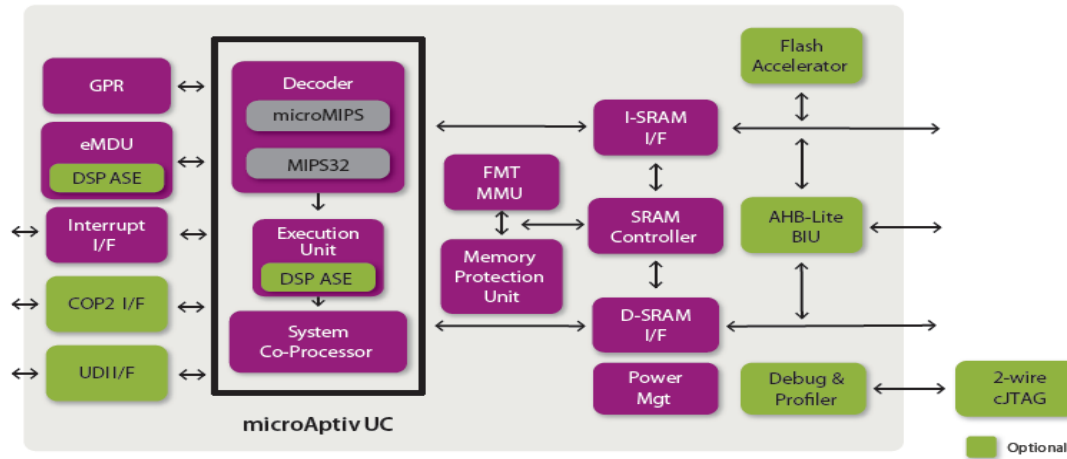 GPR
eMDU
DSP ASE
Interrupt
I/F
COP2 I/F
UDI I/F
Decoder
microMIPS
MIPS32
Execution
Unit
DSP ASE
System
Co-Processor
microAptiv UC
FMT
MMU
Memory
Protection
Unit
I-SRAM
I/F
SRAM
Controller
D-SRAM
I/F
Power
Mgt
Flash
Accelerator
AHB-Lite
BIU
Debug &
Profiler
2-wire
cJTAG
Optional